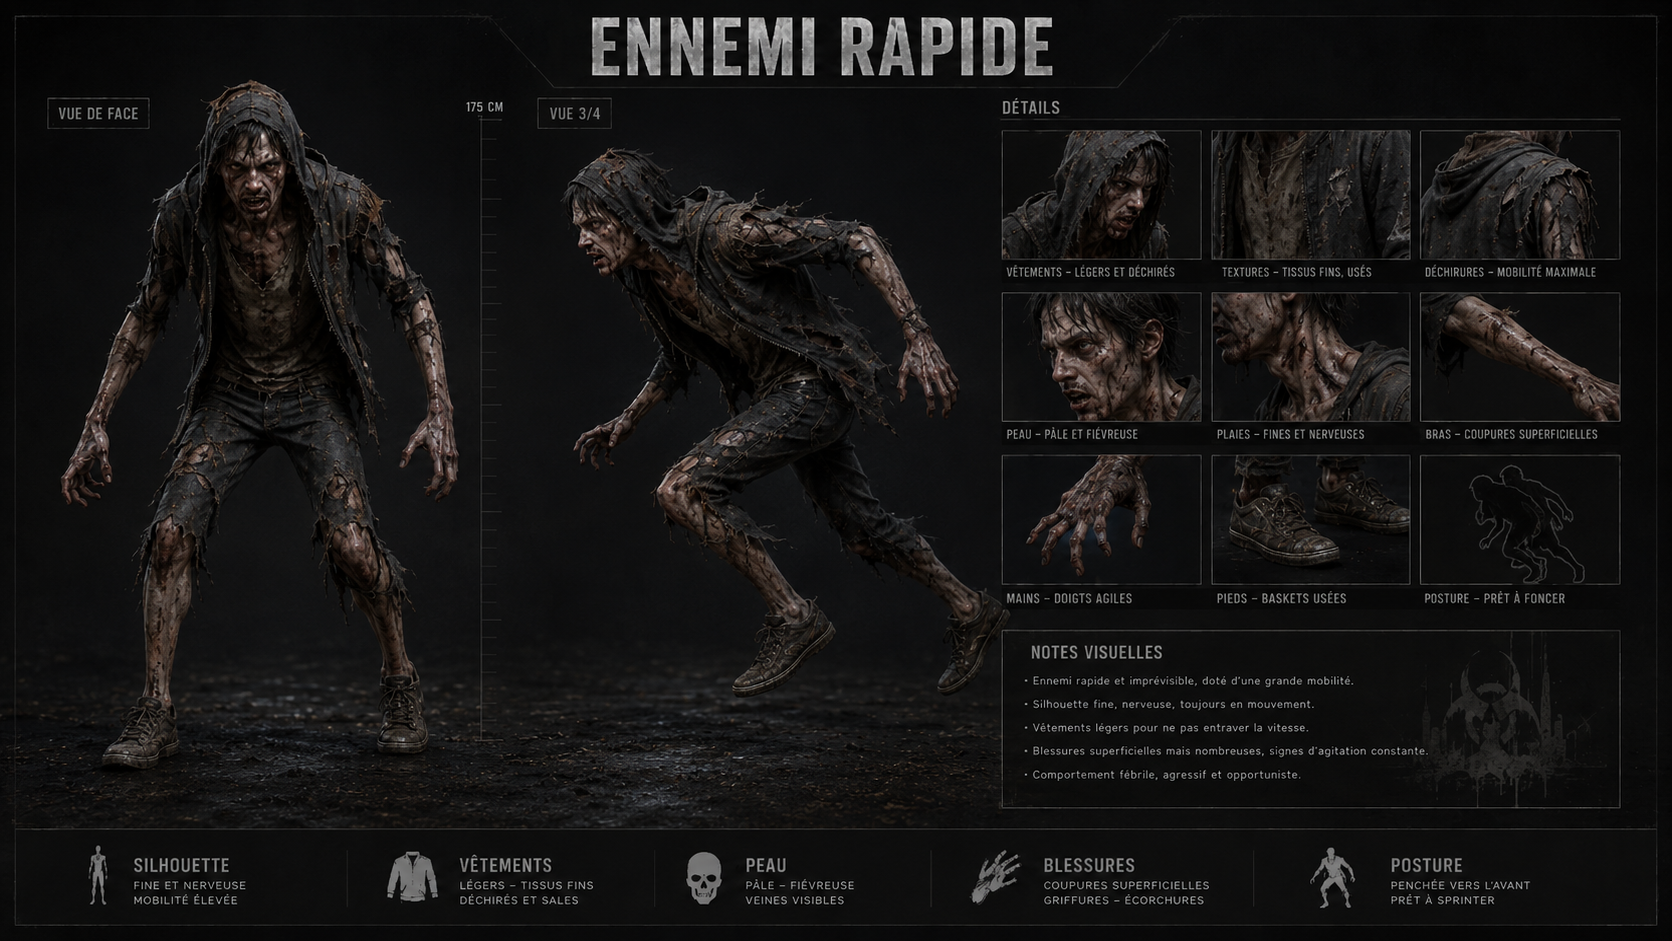 ENNEMI RAPIDE
VUE DE FACE
175 CM
VUE 3/4
DÉTAILS
VÊTEMENTS – LÉGERS ET DÉCHIRÉS
TEXTURES – TISSUS FINS, USÉS
DÉCHIRURES – MOBILITÉ MAXIMALE
PEAU – PÂLE ET FIÉVREUSE
PLAIES – FINES ET NERVEUSES
BRAS – COUPURES SUPERFICIELLES
MAINS – DOIGTS AGILES
PIEDS – BASKETS USÉES
POSTURE – PRÊT À FONCER
NOTES VISUELLES
• Ennemi rapide et imprévisible, doté d'une grande mobilité.
• Silhouette fine, nerveuse, toujours en mouvement.
• Vêtements légers pour ne pas entraver la vitesse.
• Blessures superficielles mais nombreuses, signes d'agitation constante.
• Comportement fébrile, agressif et opportuniste.
SILHOUETTE
FINE ET NERVEUSE
MOBILITÉ ÉLEVÉE
VÊTEMENTS
LÉGERS – TISSUS FINS
DÉCHIRÉS ET SALES
PEAU
PÂLE – FIÉVREUSE
VEINES VISIBLES
BLESSURES
COUPURES SUPERFICIELLES
GRIFFURES – ÉCORCHURES
POSTURE
PENCHÉE VERS L'AVANT
PRÊT À SPRINTER